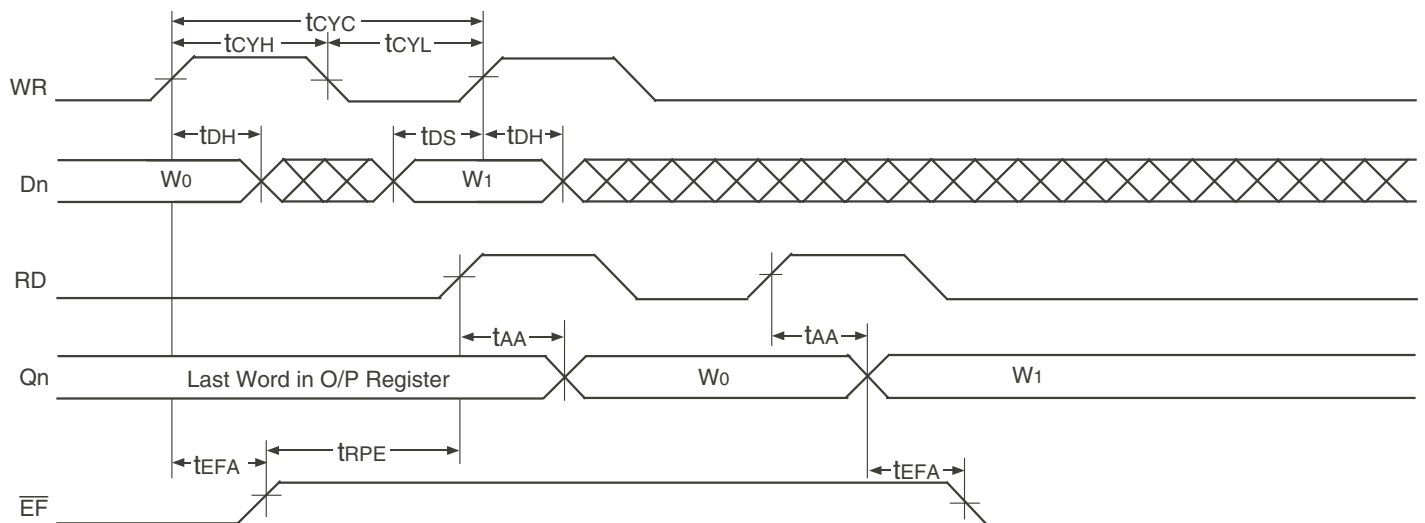 tCYC
tCYH tCYL
WR
tDH tDS tDH
Dn W0 W1
RD
tAA tAA
Qn Last Word in O/P Register W0 W1
tEFA tRPE tEFA
E̅F̅